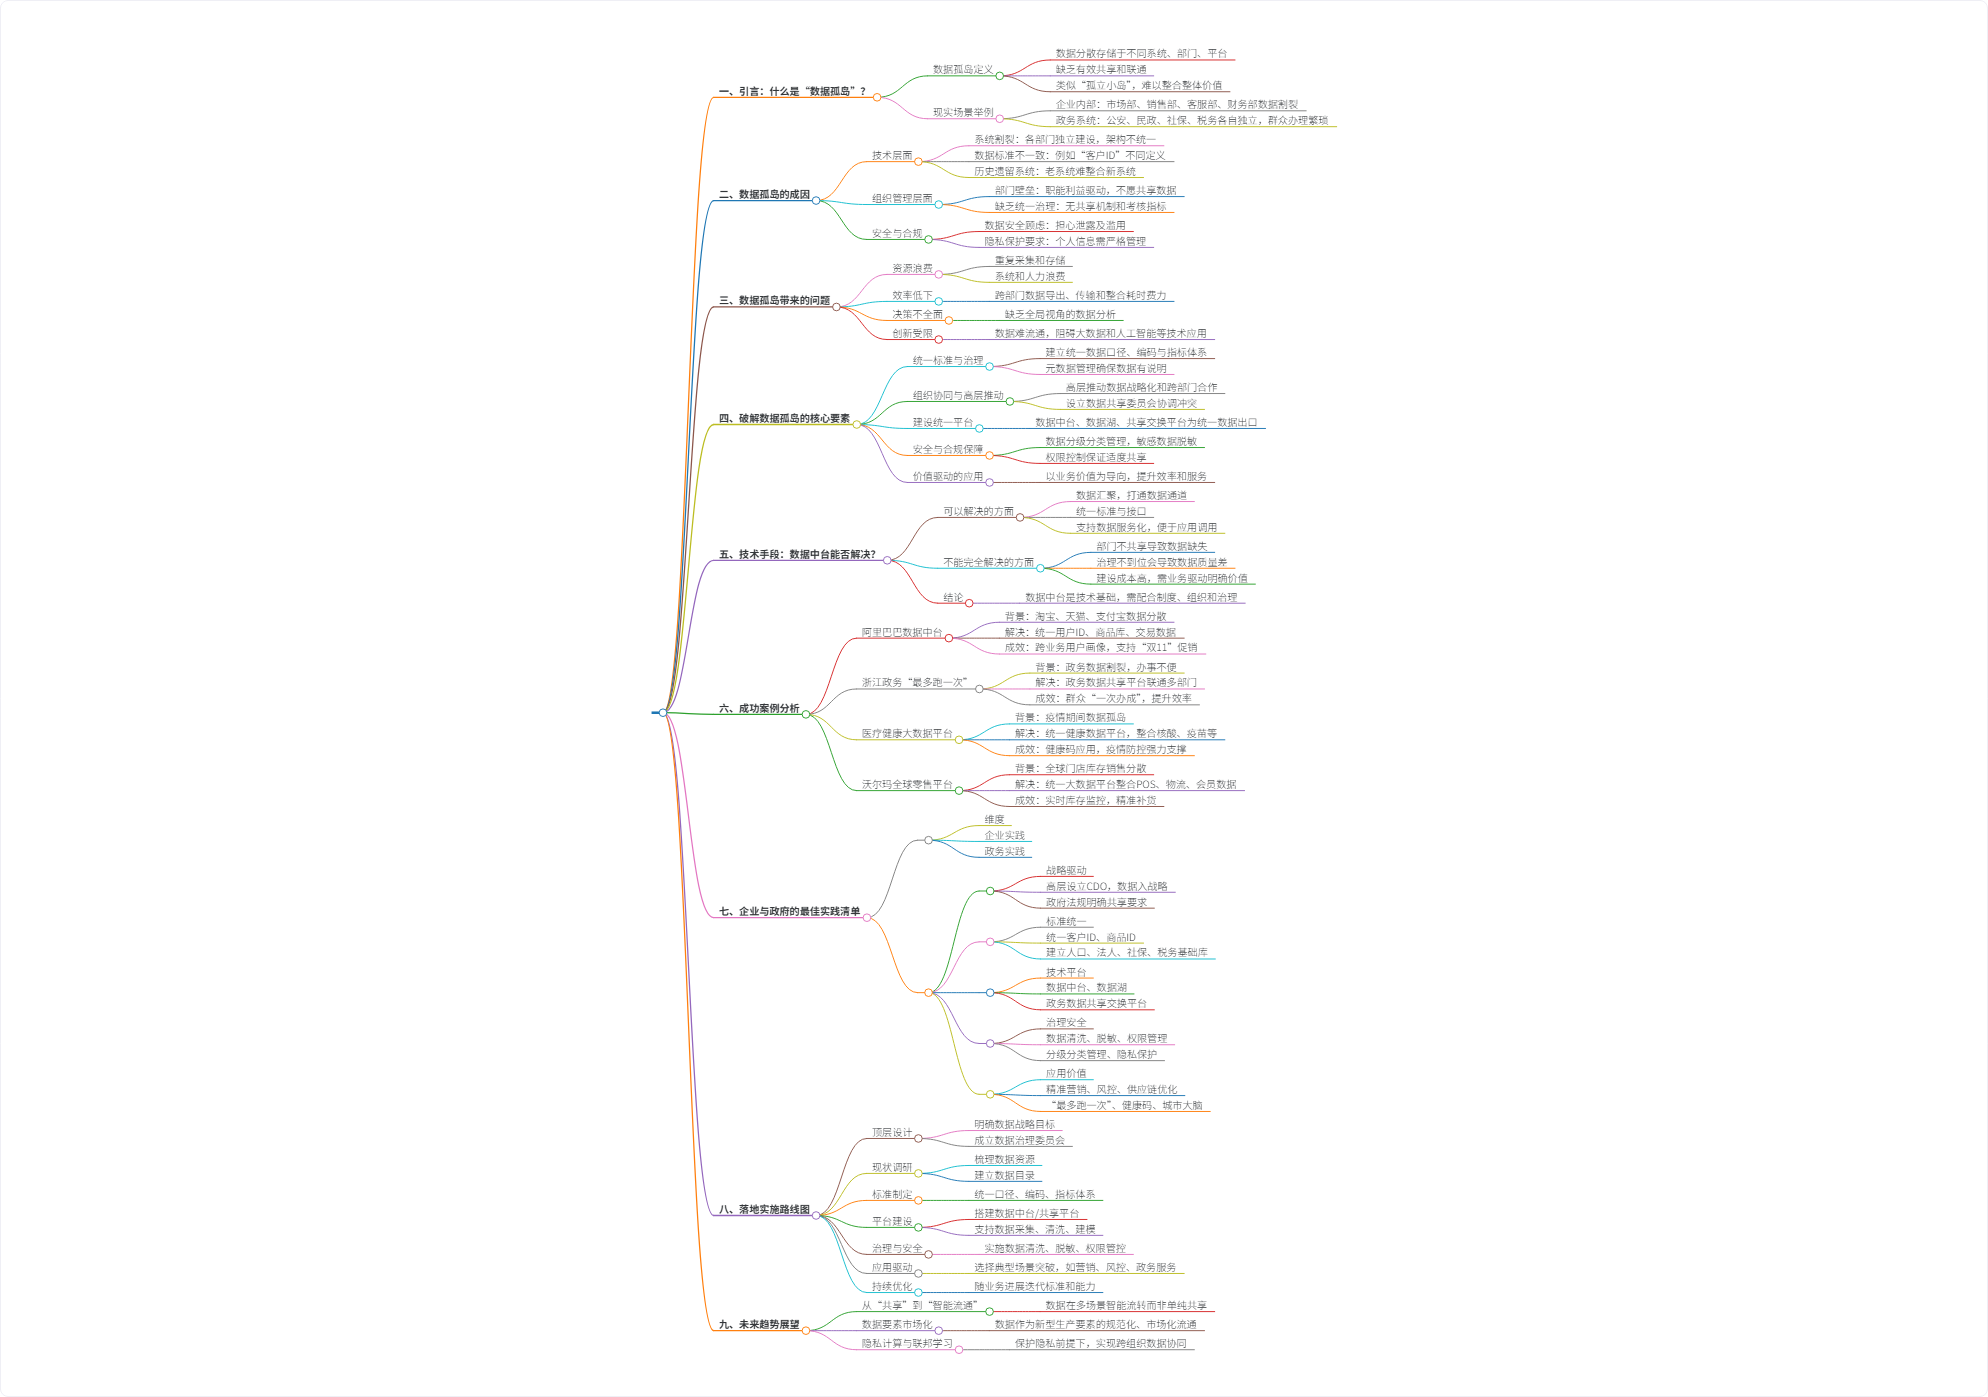 一、引言：什么是“数据孤岛”？
数据孤岛定义
数据分散存储于不同系统、部门、平台
缺乏有效共享和联通
类似“孤立小岛”，难以整合整体价值
现实场景举例
企业内部：市场部、销售部、客服部、财务部数据割裂
政务系统：公安、民政、社保、税务各自独立，群众办理繁琐
二、数据孤岛的成因
技术层面
系统割裂：各部门独立建设，架构不统一
数据标准不一致：例如“客户ID”不同定义
历史遗留系统：老系统难整合新系统
组织管理层面
部门壁垒：职能利益驱动，不愿共享数据
缺乏统一治理：无共享机制和考核指标
安全与合规
数据安全顾虑：担心泄露及滥用
隐私保护要求：个人信息需严格管理
三、数据孤岛带来的问题
资源浪费
重复采集和存储
系统和人力浪费
效率低下
跨部门数据导出、传输和整合耗时费力
决策不全面
缺乏全局视角的数据分析
创新受限
数据难流通，阻碍大数据和人工智能等技术应用
四、破解数据孤岛的核心要素
统一标准与治理
建立统一数据口径、编码与指标体系
元数据管理确保数据有说明
组织协同与高层推动
高层推动数据战略化和跨部门合作
设立数据共享委员会协调冲突
建设统一平台
数据中台、数据湖、共享交换平台为统一数据出口
安全与合规保障
数据分级分类管理，敏感数据脱敏
权限控制保证适度共享
价值驱动的应用
以业务价值为导向，提升效率和服务
五、技术手段：数据中台能否解决？
可以解决的方面
数据汇聚，打通数据通道
统一标准与接口
支持数据服务化，便于应用调用
不能完全解决的方面
部门不共享导致数据缺失
治理不到位会导致数据质量差
建设成本高，需业务驱动明确价值
结论
数据中台是技术基础，需配合制度、组织和治理
六、成功案例分析
阿里巴巴数据中台
背景：淘宝、天猫、支付宝数据分散
解决：统一用户ID、商品库、交易数据
成效：跨业务用户画像，支持“双11”促销
浙江政务“最多跑一次”
背景：政务数据割裂，办事不便
解决：政务数据共享平台联通多部门
成效：群众“一次办成”，提升效率
医疗健康大数据平台
背景：疫情期间数据孤岛
解决：统一健康数据平台，整合核酸、疫苗等
成效：健康码应用，疫情防控强力支撑
沃尔玛全球零售平台
背景：全球门店库存销售分散
解决：统一大数据平台整合POS、物流、会员数据
成效：实时库存监控，精准补货
七、企业与政府的最佳实践清单
维度
企业实践
政务实践
战略驱动
高层设立CDO，数据入战略
政府法规明确共享要求
标准统一
统一客户ID、商品ID
建立人口、法人、社保、税务基础库
技术平台
数据中台、数据湖
政务数据共享交换平台
治理安全
数据清洗、脱敏、权限管理
分级分类管理、隐私保护
应用价值
精准营销、风控、供应链优化
“最多跑一次”、健康码、城市大脑
八、落地实施路线图
顶层设计
明确数据战略目标
成立数据治理委员会
现状调研
梳理数据资源
建立数据目录
标准制定
统一口径、编码、指标体系
平台建设
搭建数据中台/共享平台
支持数据采集、清洗、建模
治理与安全
实施数据清洗、脱敏、权限管控
应用驱动
选择典型场景突破，如营销、风控、政务服务
持续优化
随业务进展迭代标准和能力
九、未来趋势展望
从“共享”到“智能流通”
数据在多场景智能流转而非单纯共享
数据要素市场化
数据作为新型生产要素的规范化、市场化流通
隐私计算与联邦学习
保护隐私前提下，实现跨组织数据协同